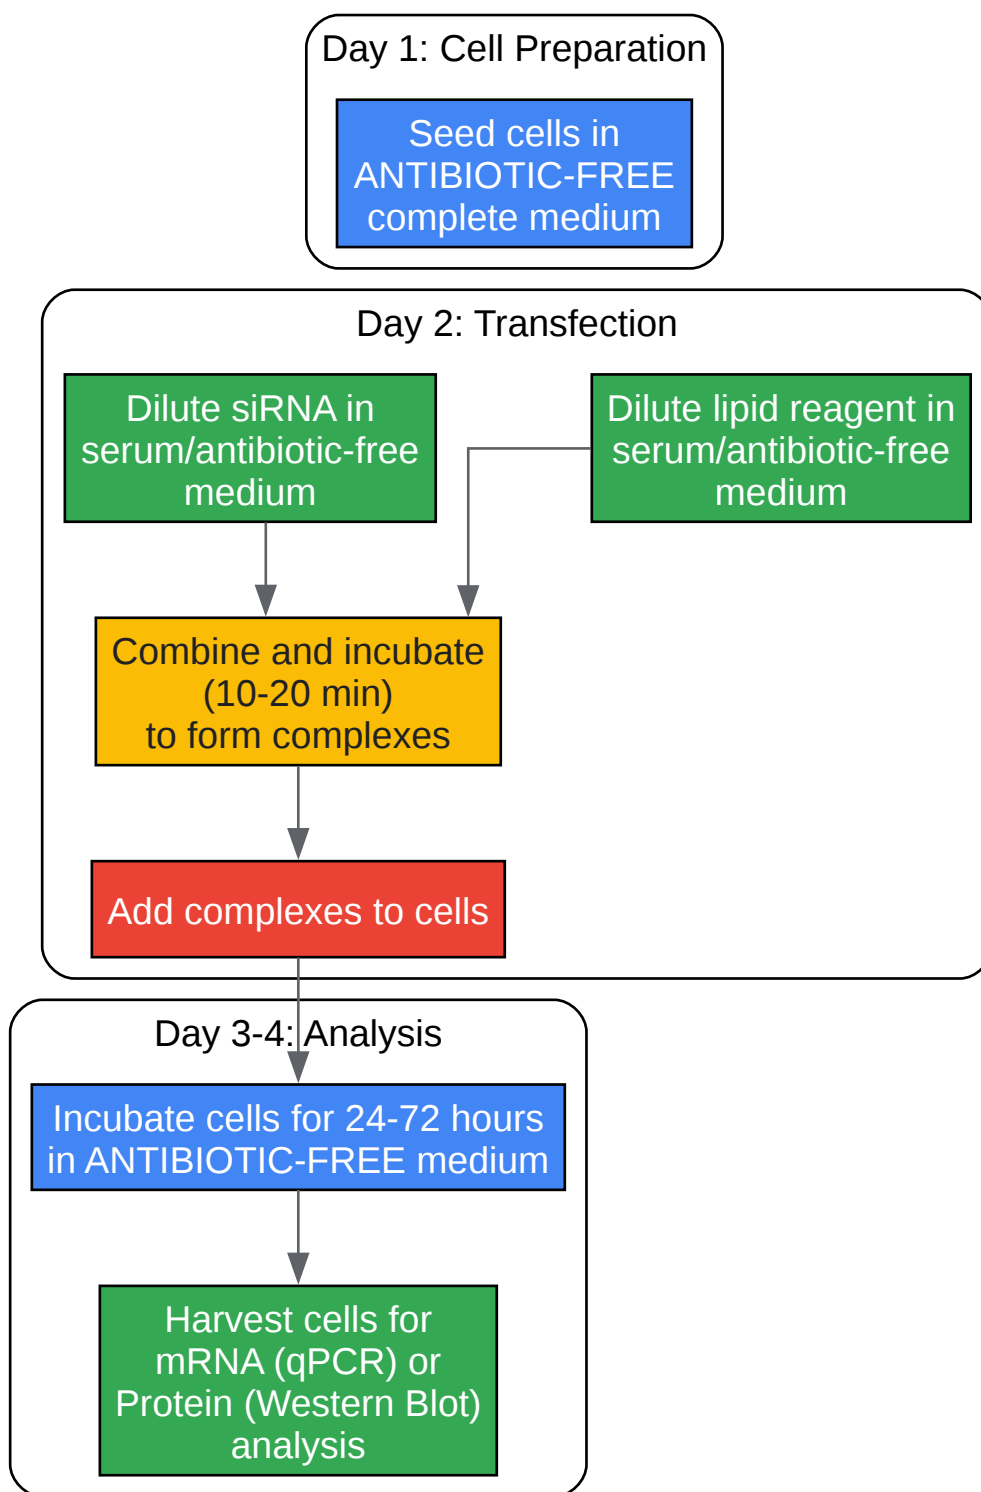 Day 1: Cell Preparation
Seed cells in
ANTIBIOTIC-FREE
complete medium
Day 2: Transfection
Dilute siRNA in
serum/antibiotic-free
medium
Dilute lipid reagent in
serum/antibiotic-free
medium
Combine and incubate
(10-20 min)
to form complexes
Add complexes to cells
Day 3-4: Analysis
Incubate cells for 24-72 hours
in ANTIBIOTIC-FREE medium
Harvest cells for
mRNA (qPCR) or
Protein (Western Blot)
analysis